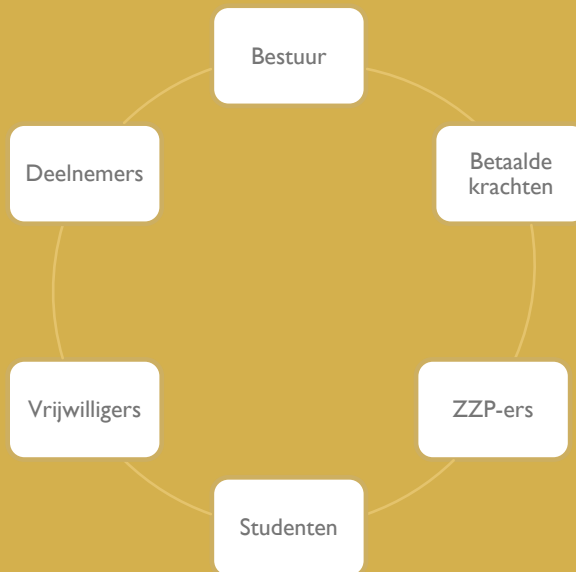 Bestuur
Betaalde
krachten
ZZP-ers
Studenten
Vrijwilligers
Deelnemers